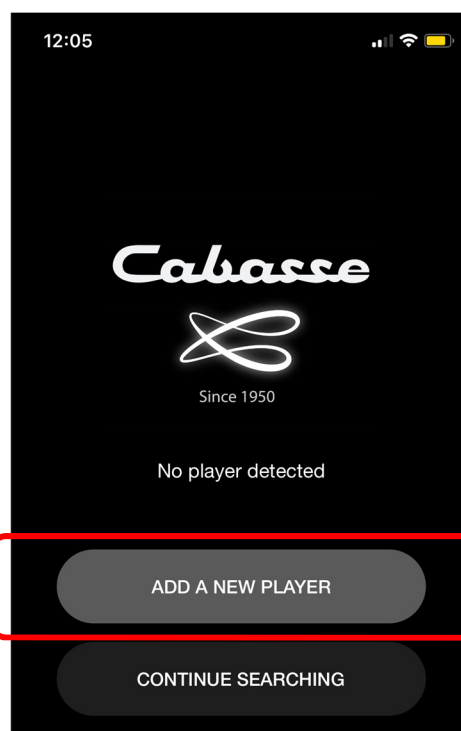 12:05
Cabasse
Since 1950
No player detected
ADD A NEW PLAYER
CONTINUE SEARCHING